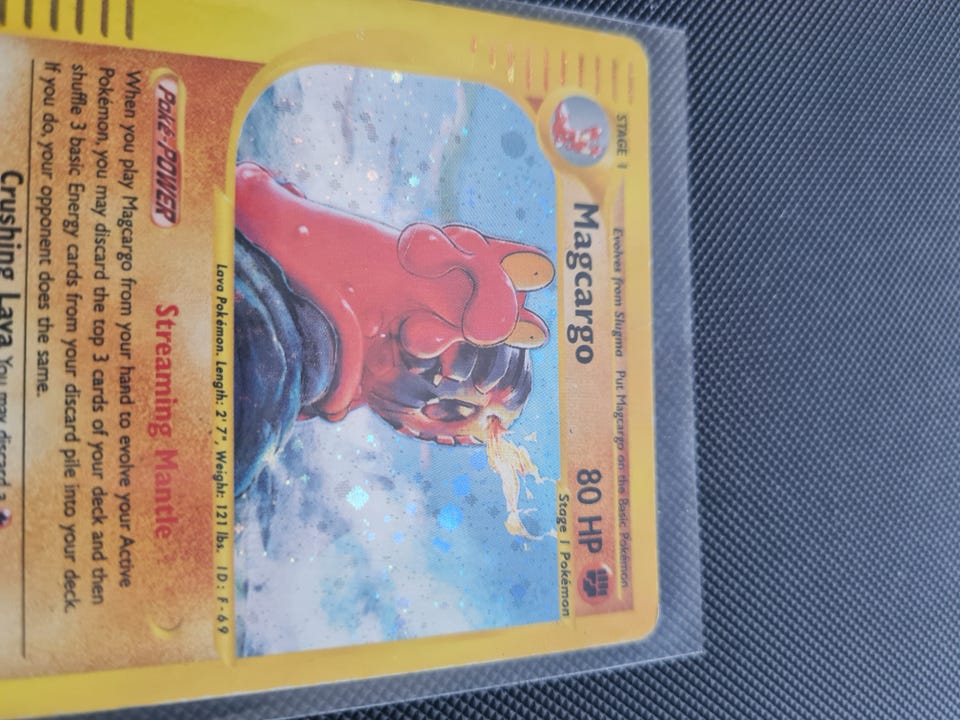 STAGE 1
Evolves from Slugma Put Magcargo on the Basic Pokémon
Magcargo 80 HP
Stage 1 Pokémon
Lava Pokémon. Length: 2' 7", Weight: 121 lbs. ID: F-69
Poké-POWER Streaming Mantle
When you play Magcargo from your hand to evolve your Active
Pokémon, you may discard the top 3 cards of your deck and then
shuffle 3 basic Energy cards from your discard pile into your deck.
If you do, your opponent does the same.
Crushing Lava You may discard a